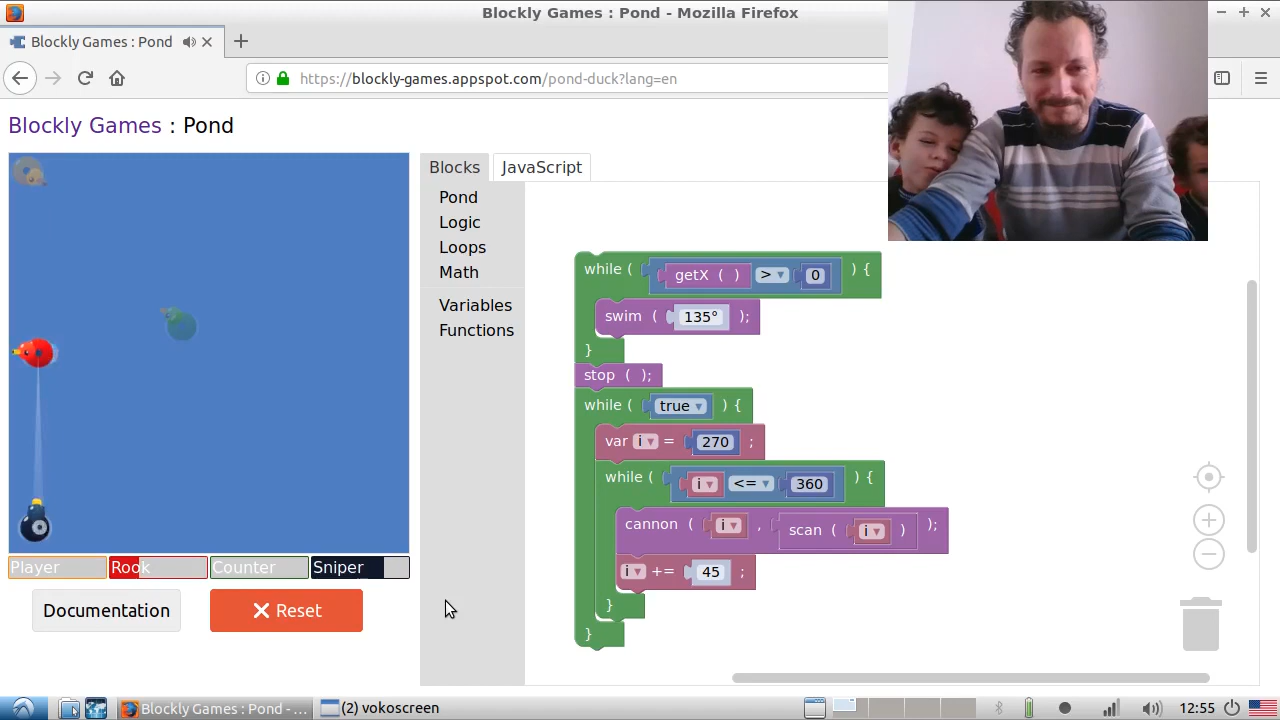 Blockly Games : Pond - Mozilla Firefox
Blockly Games : Pond
https://blockly-games.appspot.com/pond-duck?lang=en
Blockly Games : Pond
Blocks
JavaScript
Pond
Logic
Loops
Math
Variables
Functions
while ( getX ( ) > 0 ) {
swim ( 135° );
}
stop ( );
while ( true ) {
var i = 270 ;
while ( i <= 360 ) {
cannon ( i , scan ( i ) );
i += 45 ;
}
}
Player
Rook
Counter
Sniper
Documentation
Reset
Blockly Games : Pond - ...
(2) vokoscreen
12:55